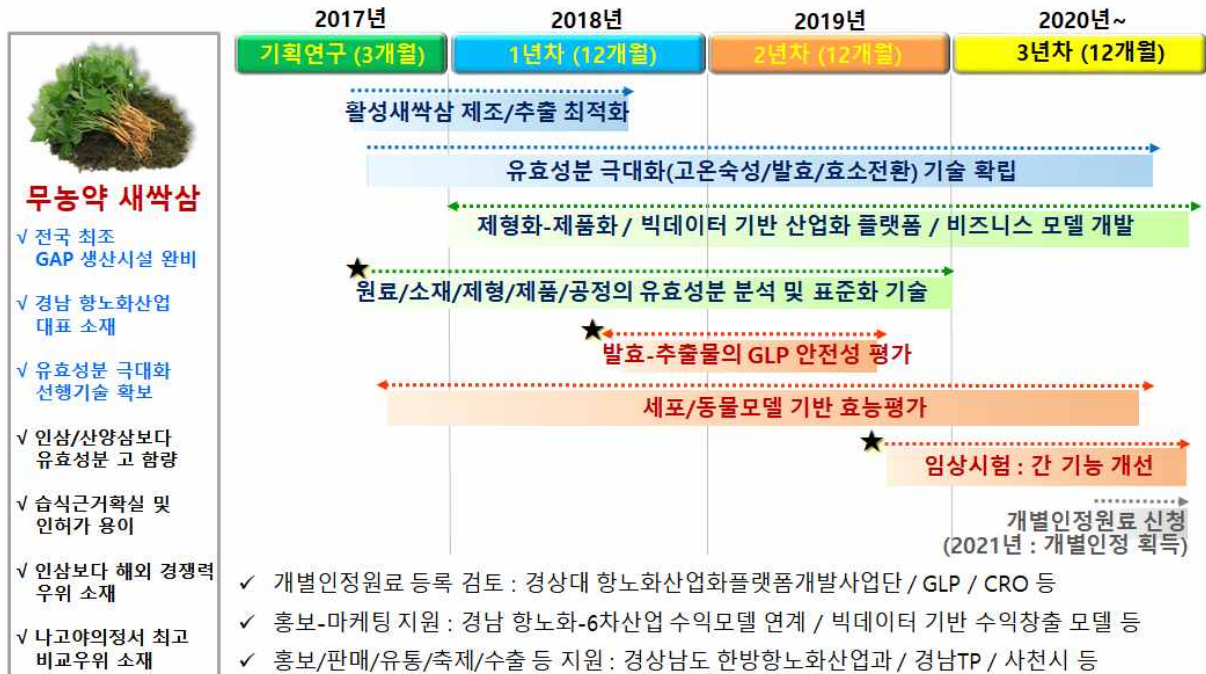 2017년
2018년
2019년
2020년~
기획연구 (3개월)
1년차 (12개월)
2년차 (12개월)
3년차 (12개월)
무농약 새싹삼
√ 전국 최조
GAP 생산시설 완비
√ 경남 항노화산업
대표 소재
√ 유효성분 극대화
선행기술 확보
√ 인삼/산양삼보다
유효성분 고 함량
√ 습식근거확실 및
인허가 용이
√ 인삼보다 해외 경쟁력
우위 소재
√ 나고야의정서 최고
비교우위 소재
활성새싹삼 제조/추출 최적화
유효성분 극대화(고온숙성/발효/효소전환) 기술 확립
제형화-제품화 / 빅데이터 기반 산업화 플랫폼 / 비즈니스 모델 개발
★
원료/소재/제형/제품/공정의 유효성분 분석 및 표준화 기술
★
발효-추출물의 GLP 안전성 평가
세포/동물모델 기반 효능평가
★
임상시험 : 간 기능 개선
개별인정원료 신청
(2021년 : 개별인정 획득)
✓ 개별인정원료 등록 검토 : 경상대 항노화산업화플랫폼개발사업단 / GLP / CRO 등
✓ 홍보-마케팅 지원 : 경남 항노화-6차산업 수익모델 연계 / 빅데이터 기반 수익창출 모델 등
✓ 홍보/판매/유통/축제/수출 등 지원 : 경상남도 한방항노화산업과 / 경남TP / 사천시 등